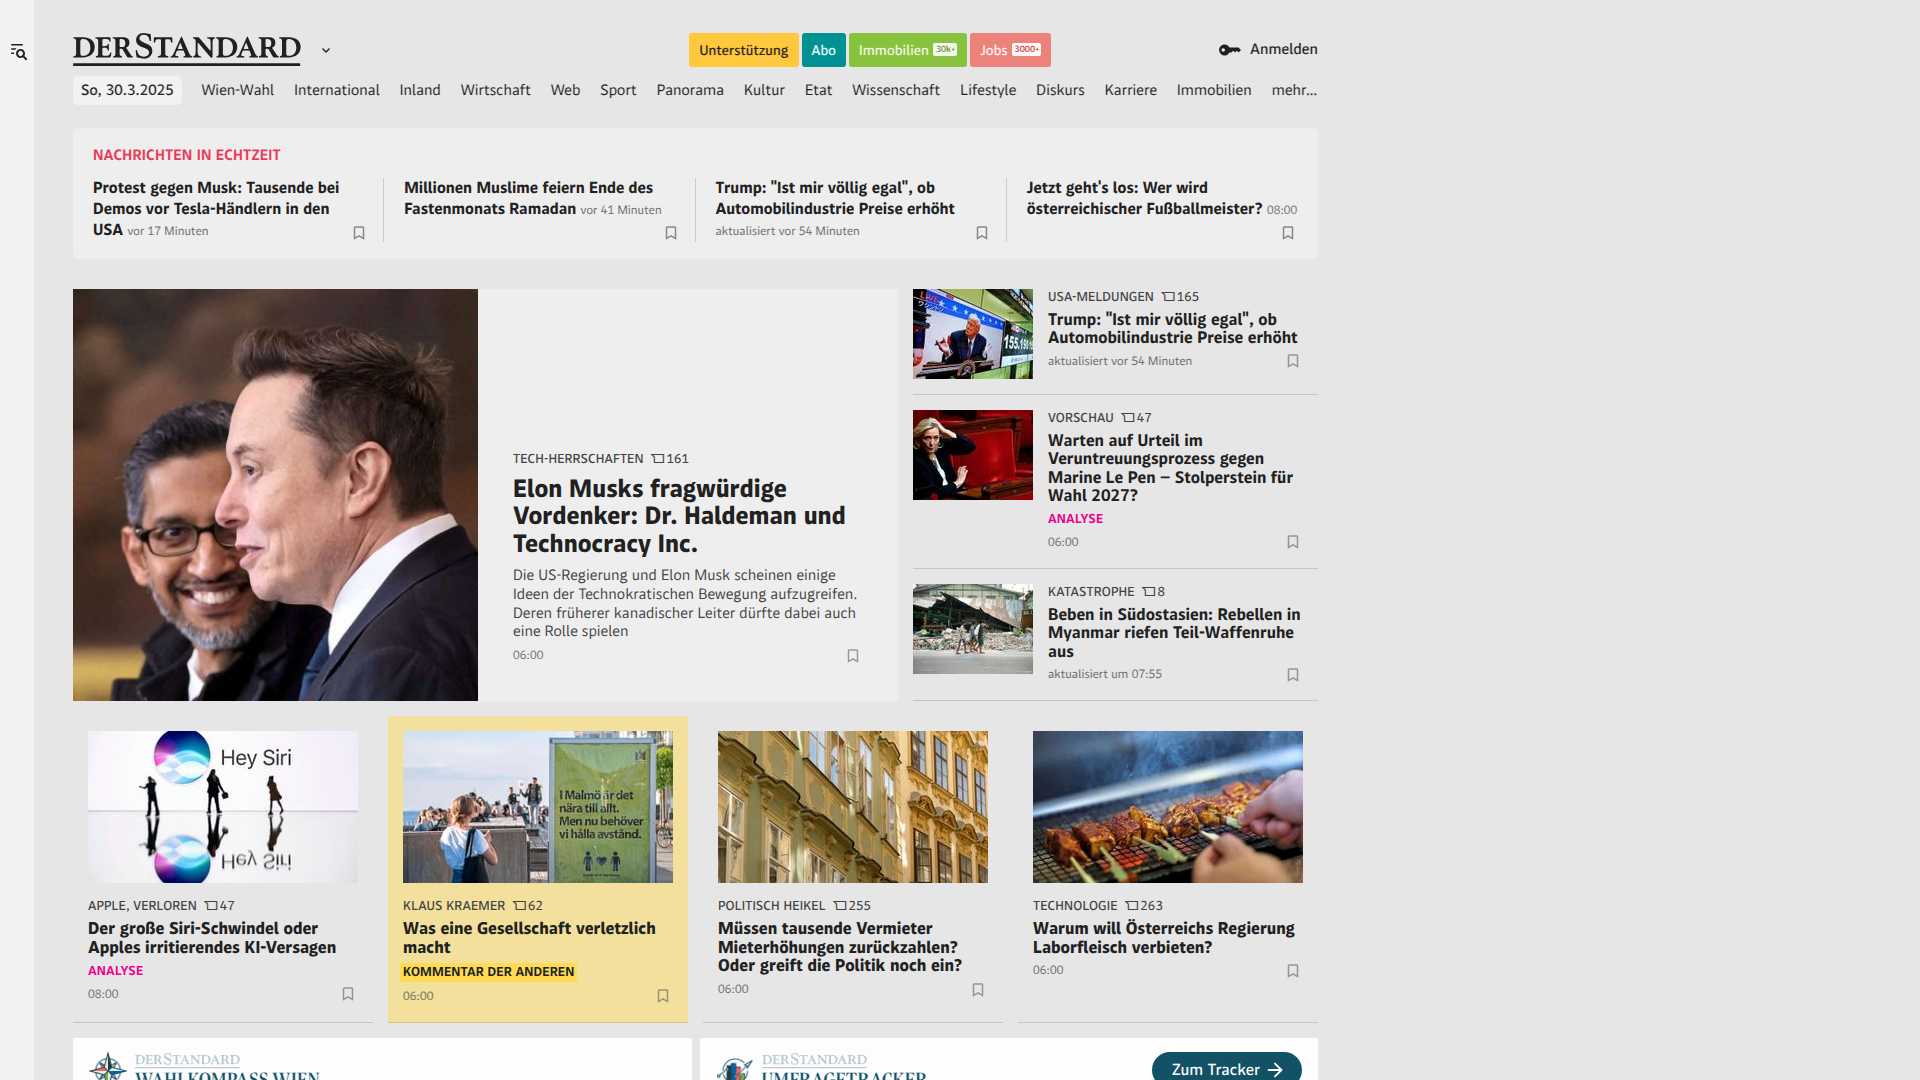 DERSTANDARD
Unterstützung
Abo
Immobilien 30k+
Jobs 3000+
Anmelden
So, 30.3.2025
Wien-Wahl
International
Inland
Wirtschaft
Web
Sport
Panorama
Kultur
Etat
Wissenschaft
Lifestyle
Diskurs
Karriere
Immobilien
mehr...
NACHRICHTEN IN ECHTZEIT
Protest gegen Musk: Tausende bei
Demos vor Tesla-Händlern in den
USA vor 17 Minuten
Millionen Muslime feiern Ende des
Fastenmonats Ramadan vor 41 Minuten
Trump: "Ist mir völlig egal", ob
Automobilindustrie Preise erhöht
aktualisiert vor 54 Minuten
Jetzt geht's los: Wer wird
österreichischer Fußballmeister? 08:00
TECH-HERRSCHAFTEN 161
Elon Musks fragwürdige
Vordenker: Dr. Haldeman und
Technocracy Inc.
Die US-Regierung und Elon Musk scheinen einige
Ideen der Technokratischen Bewegung aufzugreifen.
Deren früherer kanadischer Leiter dürfte dabei auch
eine Rolle spielen
06:00
USA-MELDUNGEN 165
Trump: "Ist mir völlig egal", ob
Automobilindustrie Preise erhöht
aktualisiert vor 54 Minuten
VORSCHAU 47
Warten auf Urteil im
Veruntreuungsprozess gegen
Marine Le Pen – Stolperstein für
Wahl 2027?
ANALYSE
06:00
KATASTROPHE 8
Beben in Südostasien: Rebellen in
Myanmar riefen Teil-Waffenruhe
aus
aktualisiert um 07:55
Hey Siri
APPLE, VERLOREN 47
Der große Siri-Schwindel oder
Apples irritierendes KI-Versagen
ANALYSE
08:00
I Malmö är det
nära till allt.
Men nu behöver
vi hålla avstånd.
KLAUS KRAEMER 62
Was eine Gesellschaft verletzlich
macht
KOMMENTAR DER ANDEREN
06:00
POLITISCH HEIKEL 255
Müssen tausende Vermieter
Mieterhöhungen zurückzahlen?
Oder greift die Politik noch ein?
06:00
TECHNOLOGIE 263
Warum will Österreichs Regierung
Laborfleisch verbieten?
06:00
DERSTANDARD
WAHLKOMPASS WIEN
DERSTANDARD
UMFRAGETRACKER
Zum Tracker